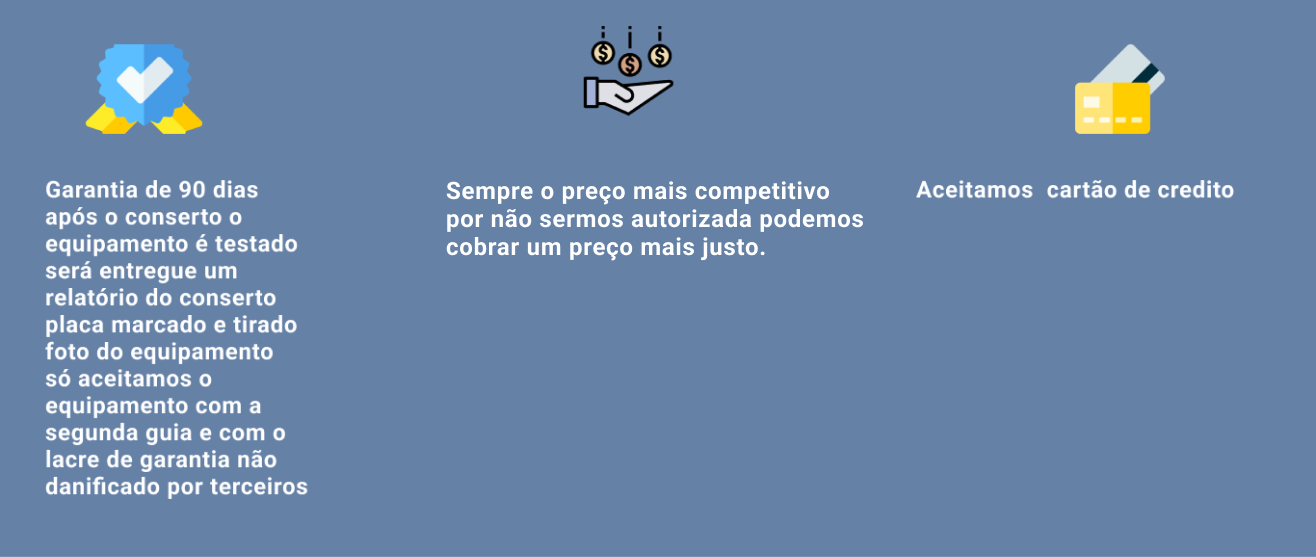 Garantia de 90 dias
após o conserto o
equipamento é testado
será entregue um
relatório do conserto
placa marcado e tirado
foto do equipamento
só aceitamos o
equipamento com a
segunda guia e com o
lacre de garantia não
danificado por terceiros
Sempre o preço mais competitivo
por não sermos autorizada podemos
cobrar um preço mais justo.
Aceitamos  cartão de credito